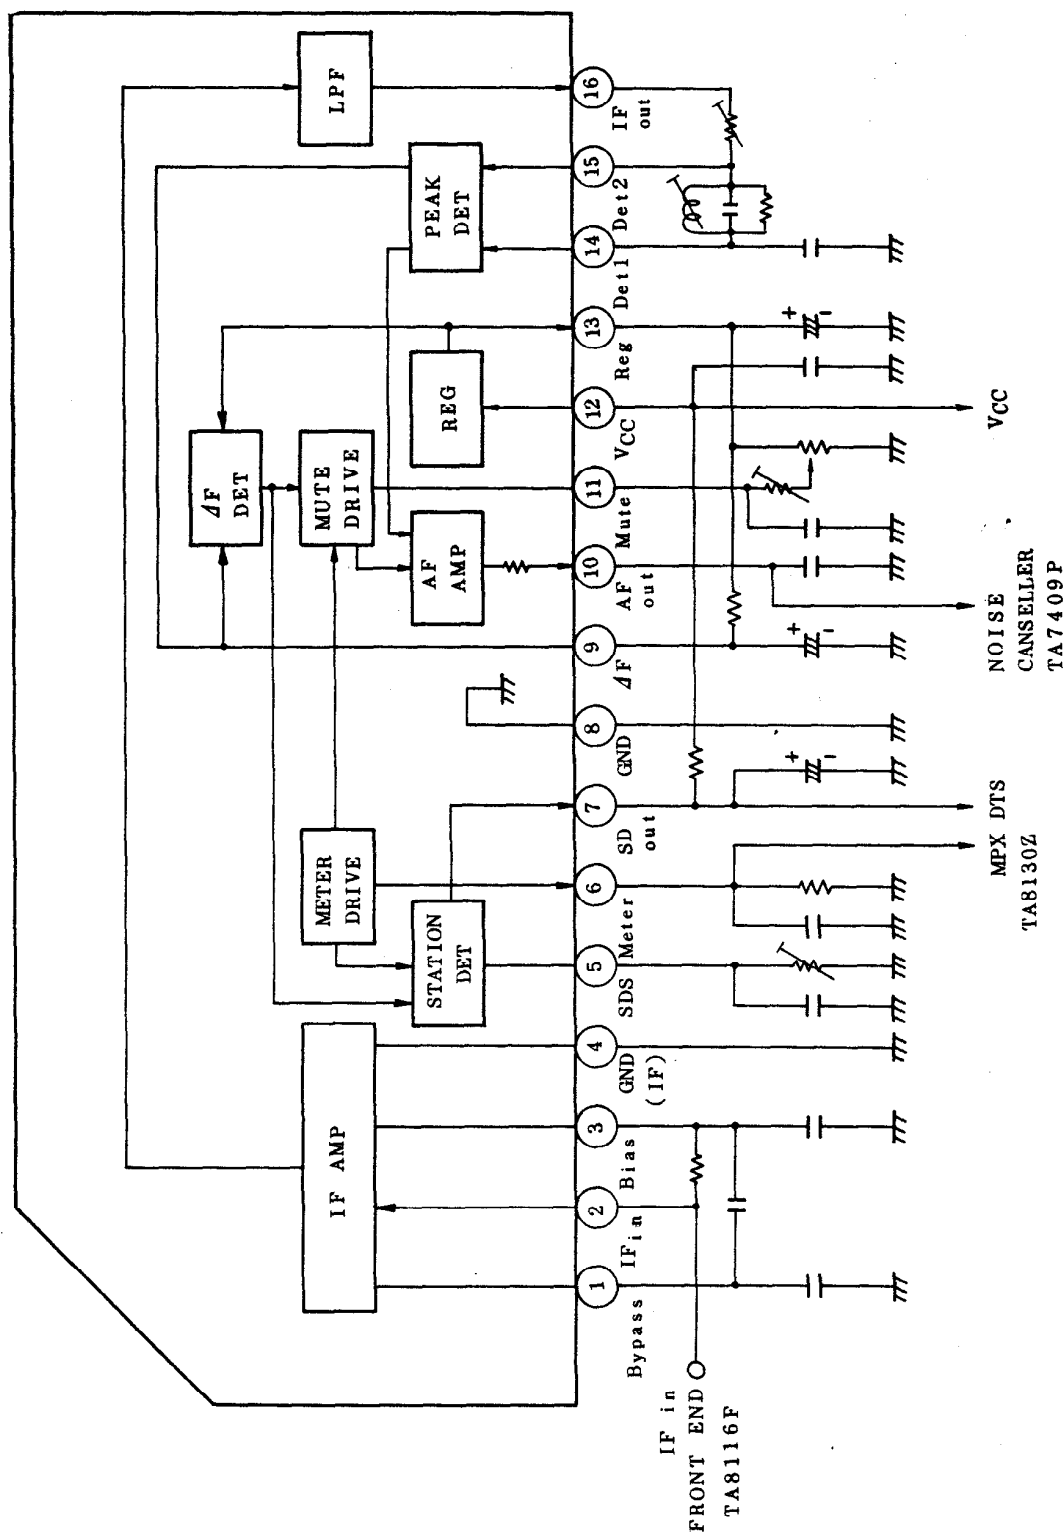 LPF
PEAK
DET
ΔF
DET
MUTE
DRIVE
REG
AF
AMP
METER
DRIVE
STATION
DET
IF AMP
1
Bypass
2
IFin
3
Bias
4
GND
(IF)
5
SDS
6
Meter
7
SD
out
8
GND
9
ΔF
10
AF
out
11
Mute
12
VCC
13
Reg
14
Det1
15
Det2
16
IF
out
+
-
+
-
+
-
IF in
FRONT END
TA8116F
MPX DTS
TA8130Z
NOISE
CANSELLER
TA7409P
VCC